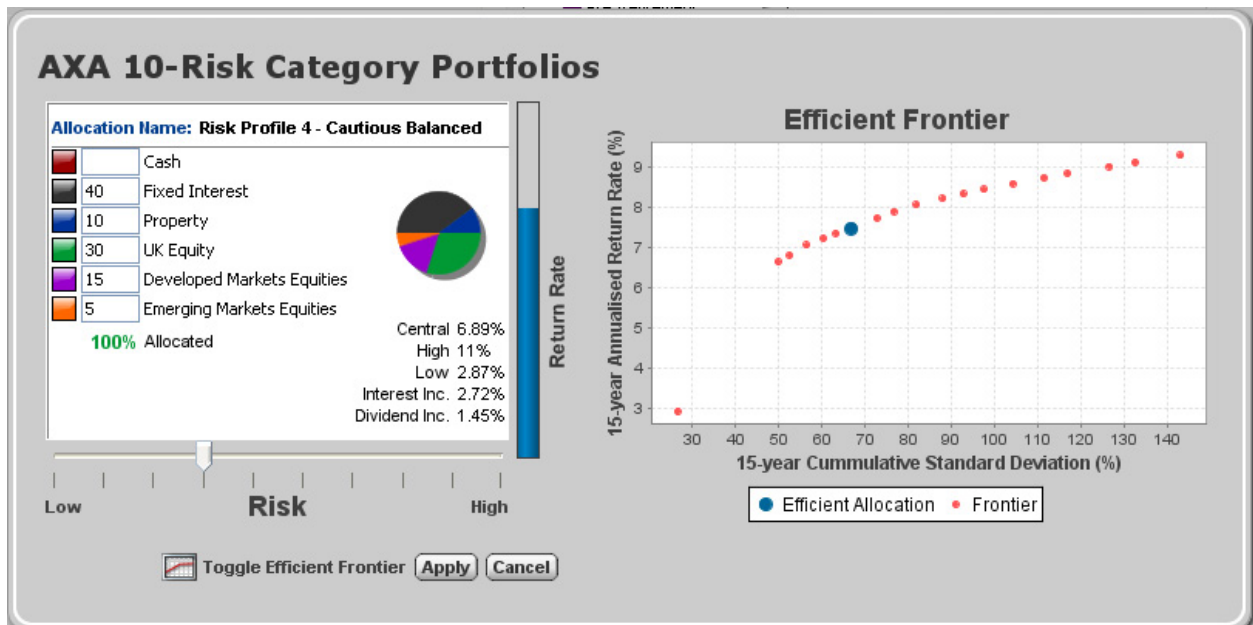 AXA 10-Risk Category Portfolios
Allocation Name: Risk Profile 4 - Cautious Balanced
Cash
40 Fixed Interest
10 Property
30 UK Equity
15 Developed Markets Equities
5 Emerging Markets Equities
100% Allocated
Central 6.89%
High 11%
Low 2.87%
Interest Inc. 2.72%
Dividend Inc. 1.45%
Return Rate
Low Risk High
Toggle Efficient Frontier Apply Cancel
Efficient Frontier
15-year Annualised Return Rate (%)
9
8
7
6
5
4
3
30 40 50 60 70 80 90 100 110 120 130 140
15-year Cummulative Standard Deviation (%)
Efficient Allocation Frontier